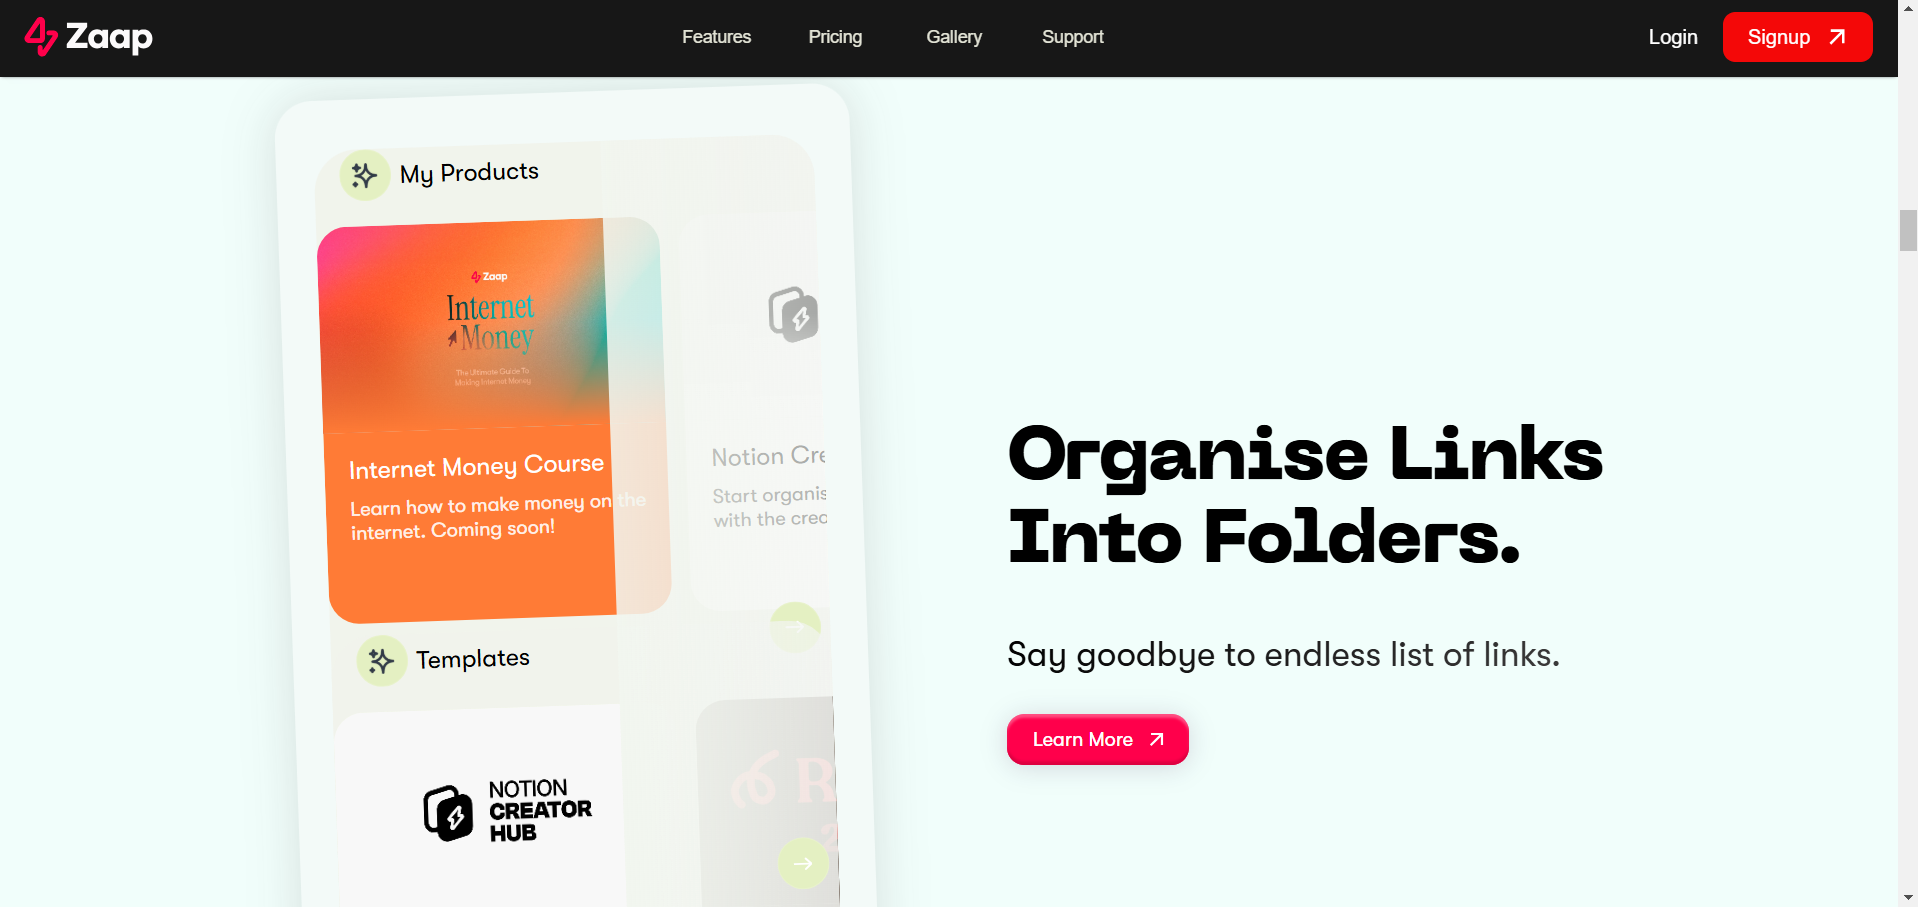 Zaap
Features
Pricing
Gallery
Support
Login
Signup
My Products
Zaap
Internet
Money
The Ultimate Guide To
Making Internet Money
Internet Money Course
Learn how to make money on the
internet. Coming soon!
Notion Cre
Start organis
with the crea
Templates
NOTION
CREATOR
HUB
R
2
Organise Links
Into Folders.
Say goodbye to endless list of links.
Learn More